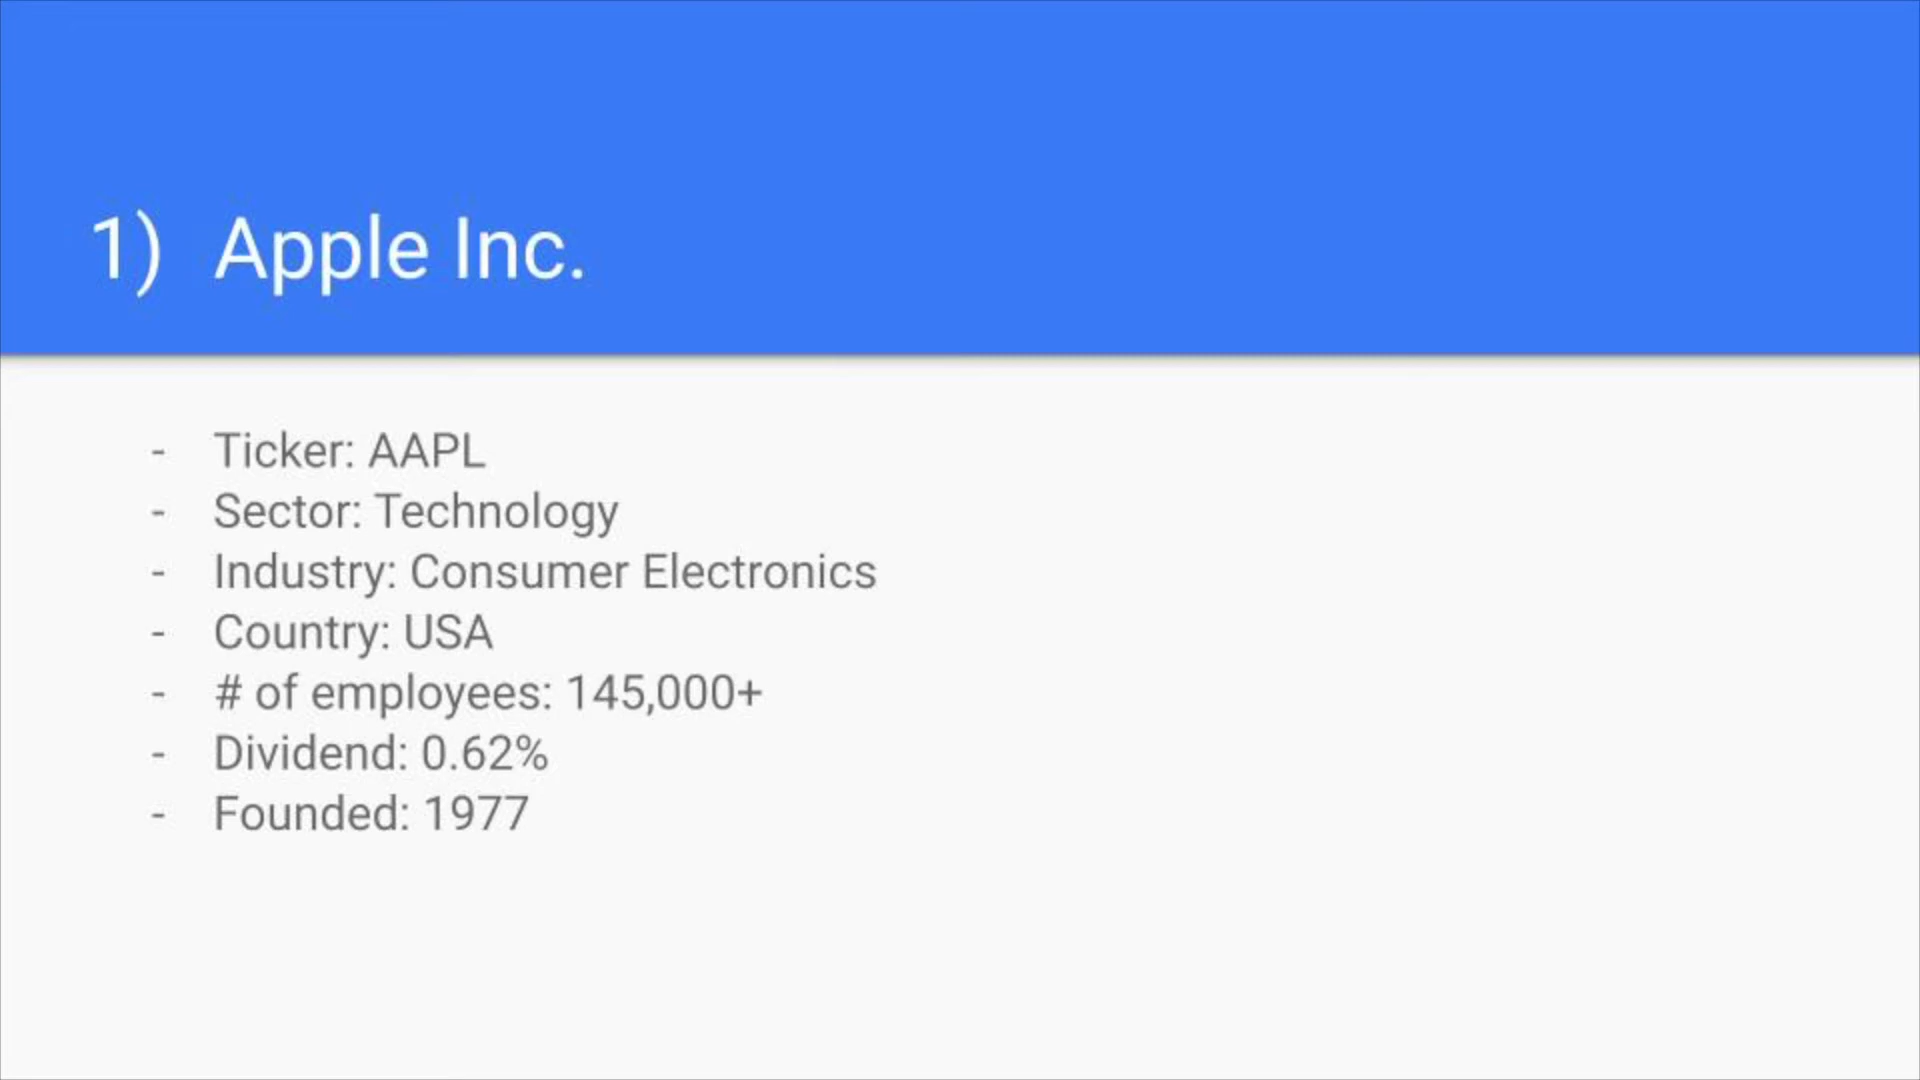 1) Apple Inc.
- Ticker: AAPL
- Sector: Technology
- Industry: Consumer Electronics
- Country: USA
- # of employees: 145,000+
- Dividend: 0.62%
- Founded: 1977